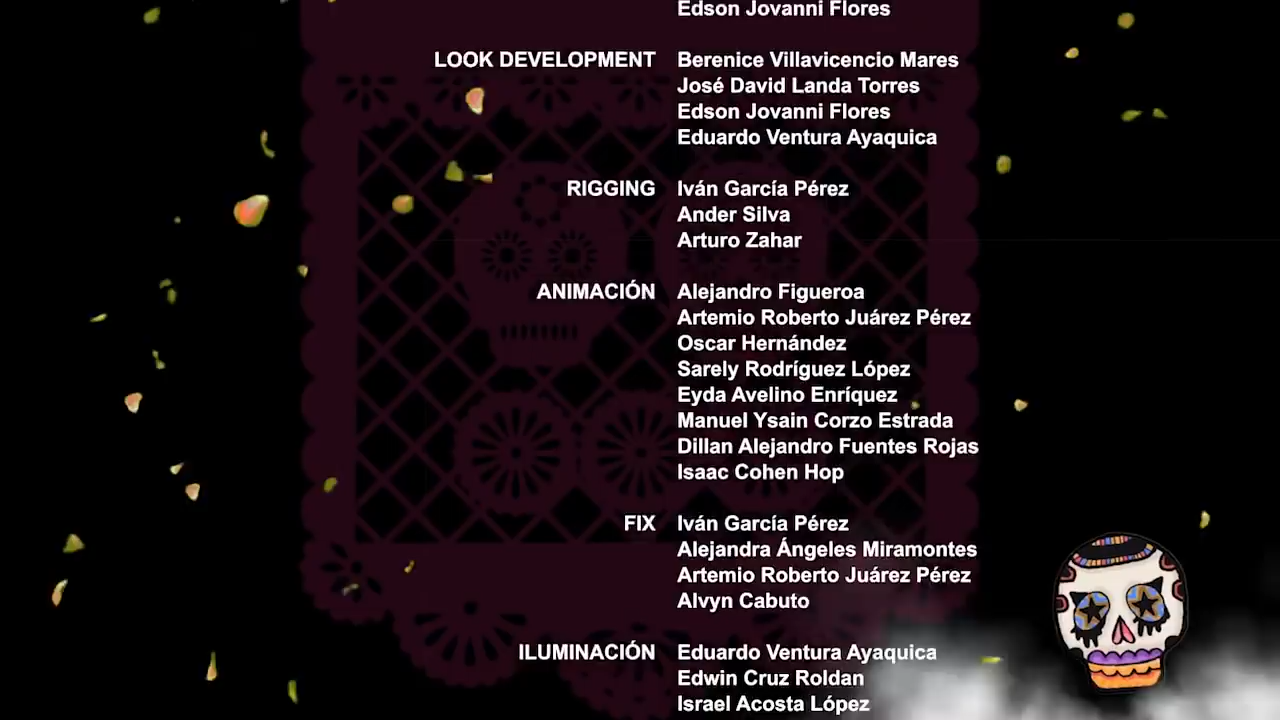 Edson Jovanni Flores
LOOK DEVELOPMENT Berenice Villavicencio Mares
José David Landa Torres
Edson Jovanni Flores
Eduardo Ventura Ayaquica
RIGGING Iván García Pérez
Ander Silva
Arturo Zahar
ANIMACIÓN Alejandro Figueroa
Artemio Roberto Juárez Pérez
Oscar Hernández
Sarely Rodríguez López
Eyda Avelino Enríquez
Manuel Ysain Corzo Estrada
Dillan Alejandro Fuentes Rojas
Isaac Cohen Hop
FIX Iván García Pérez
Alejandra Ángeles Miramontes
Artemio Roberto Juárez Pérez
Alvyn Cabuto
ILUMINACIÓN Eduardo Ventura Ayaquica
Edwin Cruz Roldan
Israel Acosta López